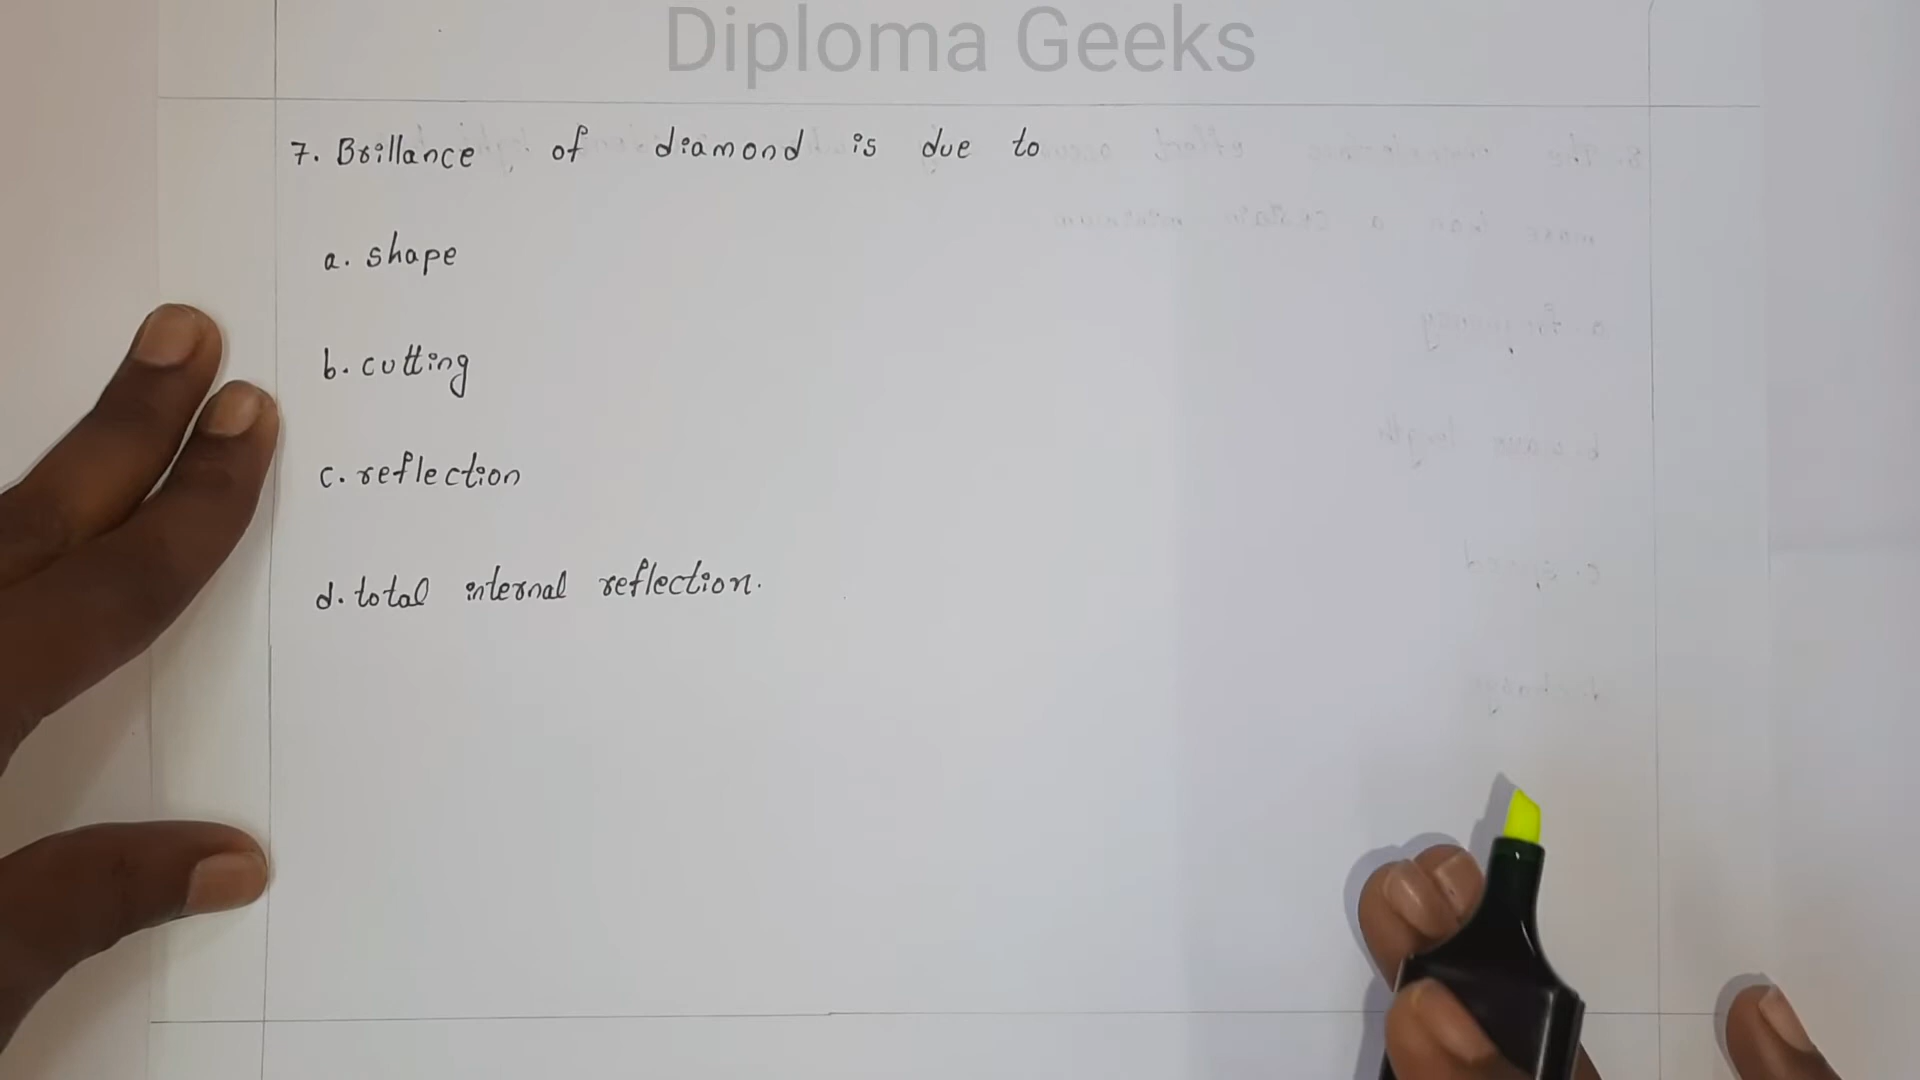 Diploma Geeks
7. Brillance of diamond is due to
a. shape
b. cutting
c. reflection
d. total internal reflection.